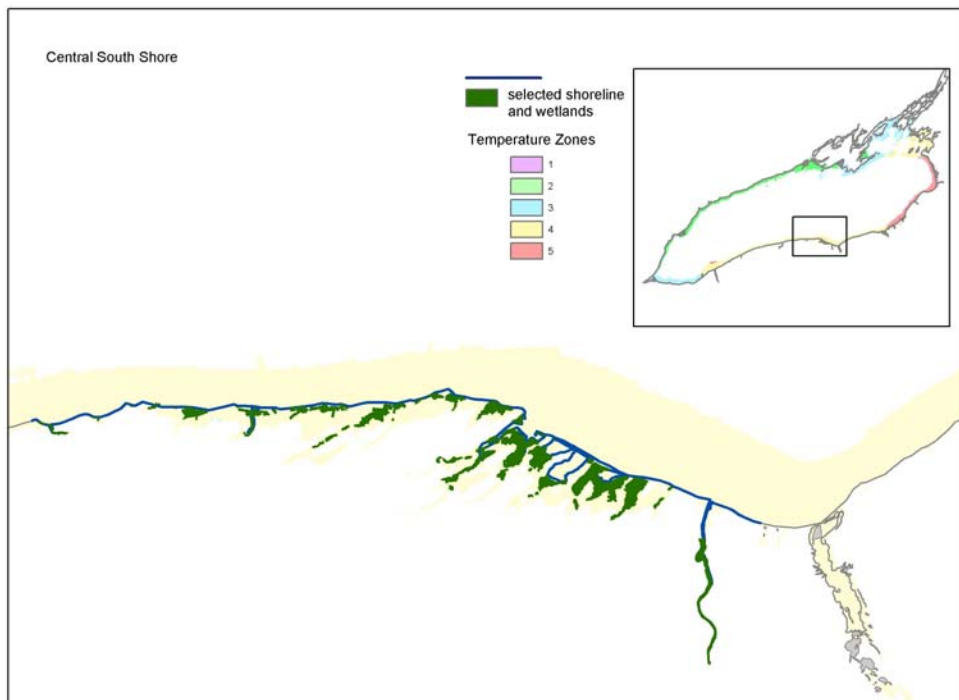 Central South Shore
selected shoreline
and wetlands
Temperature Zones
1
2
3
4
5